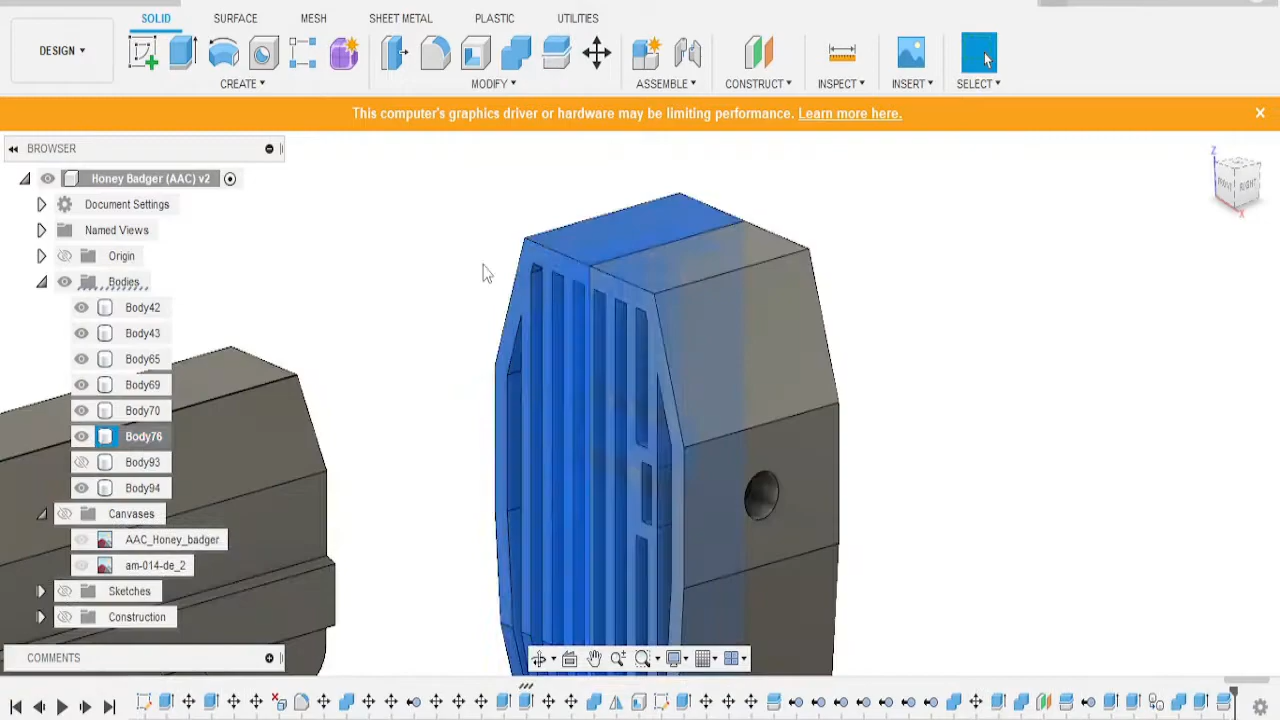 SOLID SURFACE MESH SHEET METAL PLASTIC UTILITIES
DESIGN
CREATE MODIFY ASSEMBLE CONSTRUCT INSPECT INSERT SELECT
This computer's graphics driver or hardware may be limiting performance. Learn more here.
BROWSER
Honey Badger (AAC) v2
Document Settings
Named Views
Origin
Bodies
Body42
Body43
Body65
Body69
Body70
Body76
Body93
Body94
Canvases
AAC_Honey_badger
am-014-de_2
Sketches
Construction
COMMENTS
Z
FRONT RIGHT
X